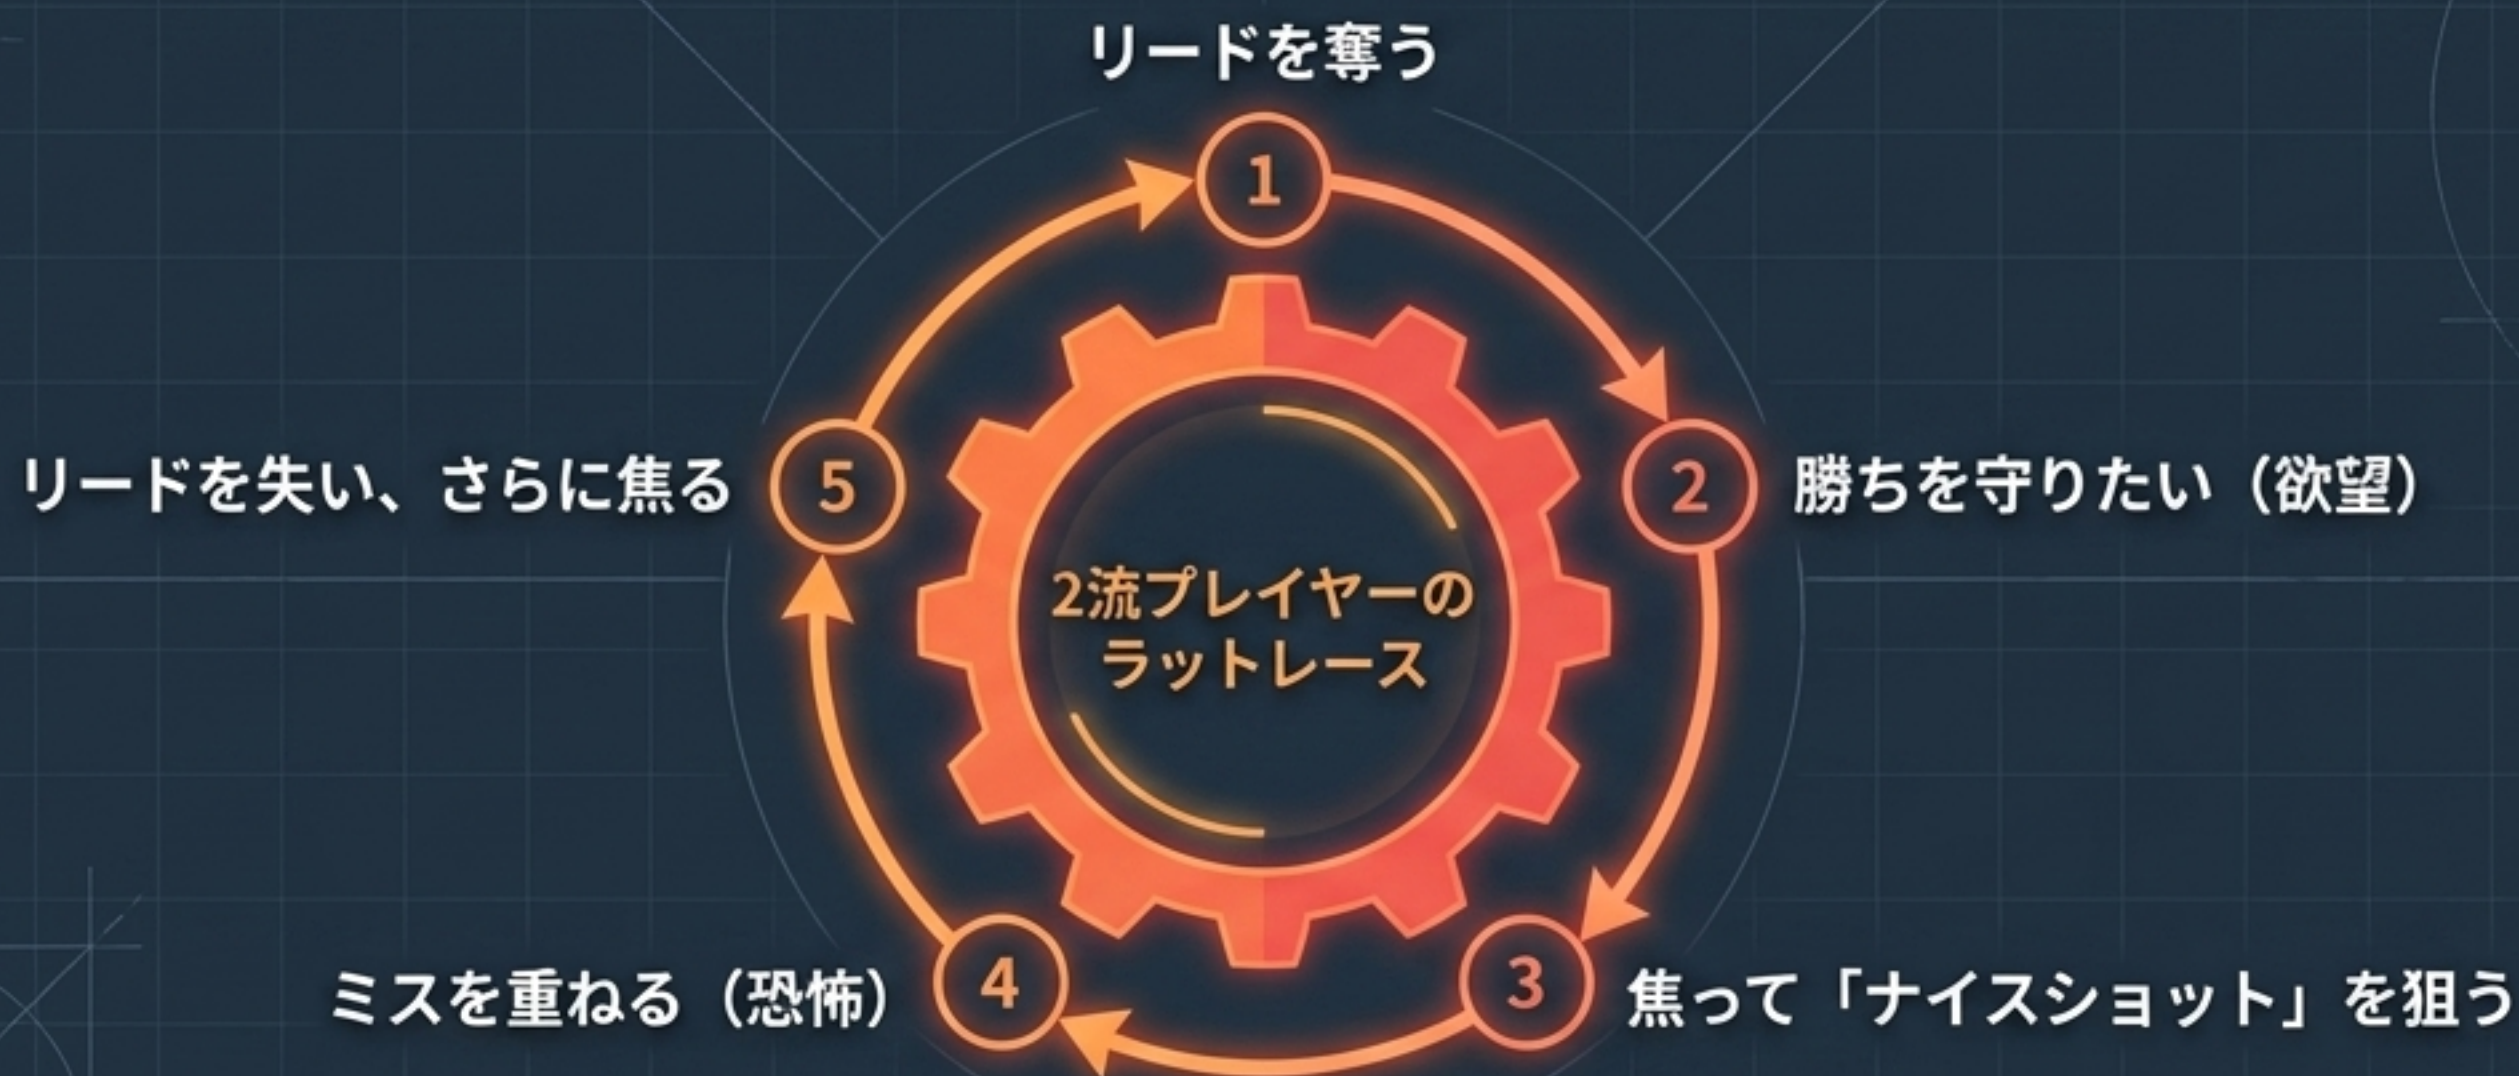 リードを奪う
1
2
勝ちを守りたい（欲望）
3
焦って「ナイスショット」を狙う
4
ミスを重ねる（恐怖）
5
リードを失い、さらに焦る
2流プレイヤーの
ラットレース